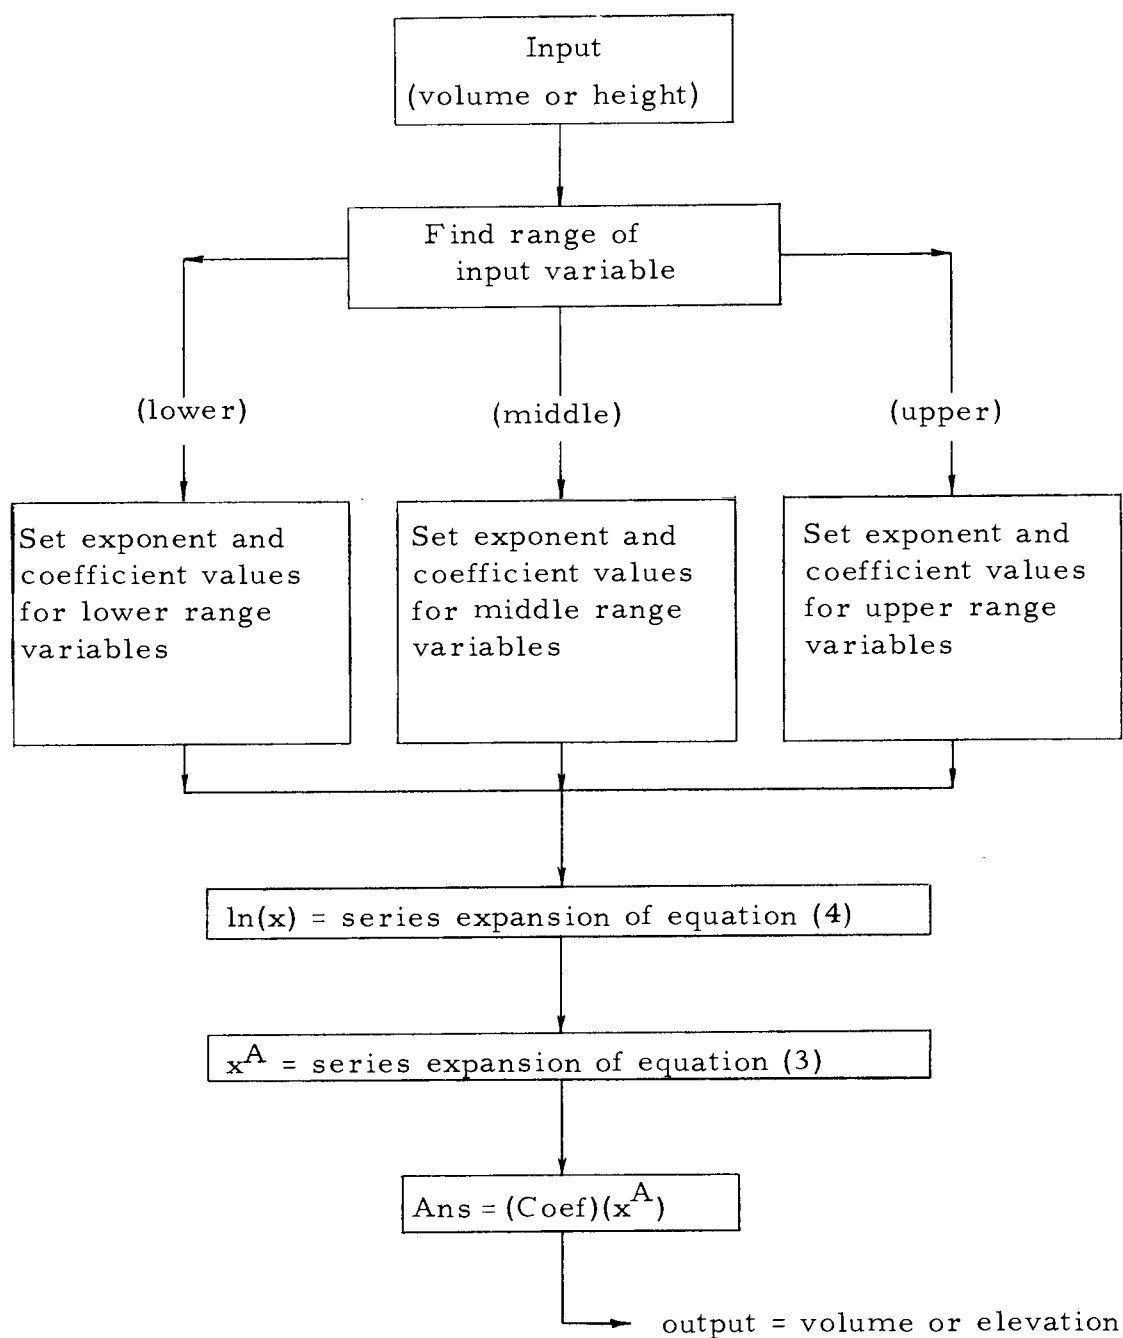 Input
(volume or height)
Find range of
input variable
(lower)
(middle)
(upper)
Set exponent and
coefficient values
for lower range
variables
Set exponent and
coefficient values
for middle range
variables
Set exponent and
coefficient values
for upper range
variables
ln(x) = series expansion of equation (4)
x^A = series expansion of equation (3)
Ans = (Coef)(x^A)
output = volume or elevation